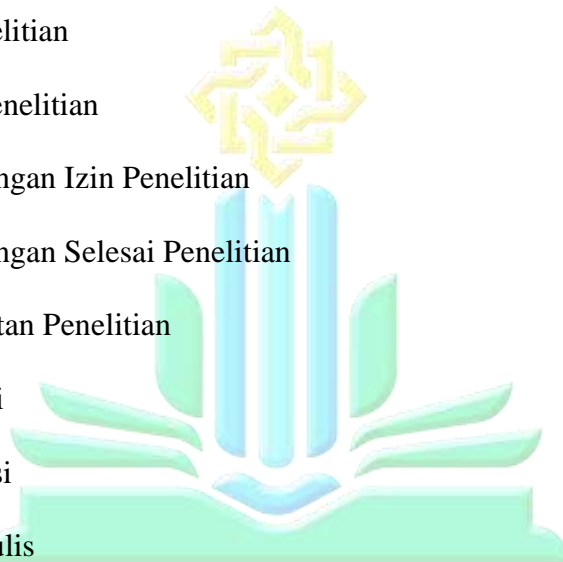 elitian
enelitian
ngan Izin Penelitian
ngan Selesai Penelitian
tan Penelitian
i
si
ulis